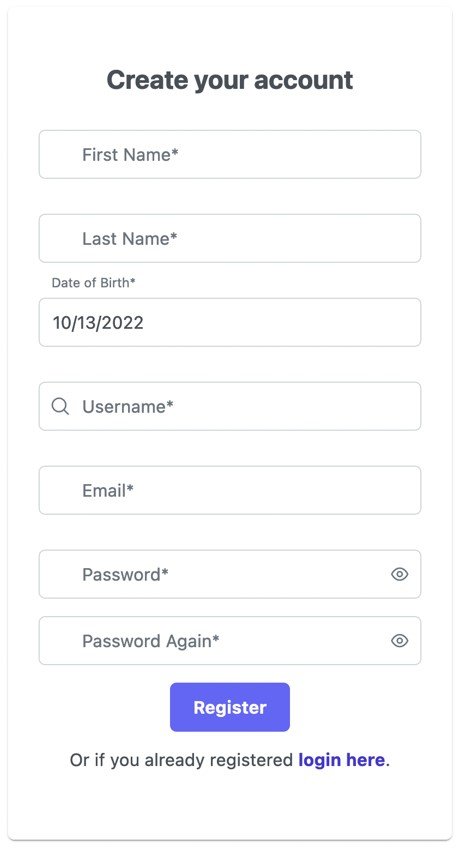 Create your account
First Name*
Last Name*
Date of Birth*
10/13/2022
Username*
Email*
Password*
Password Again*
Register
Or if you already registered login here.